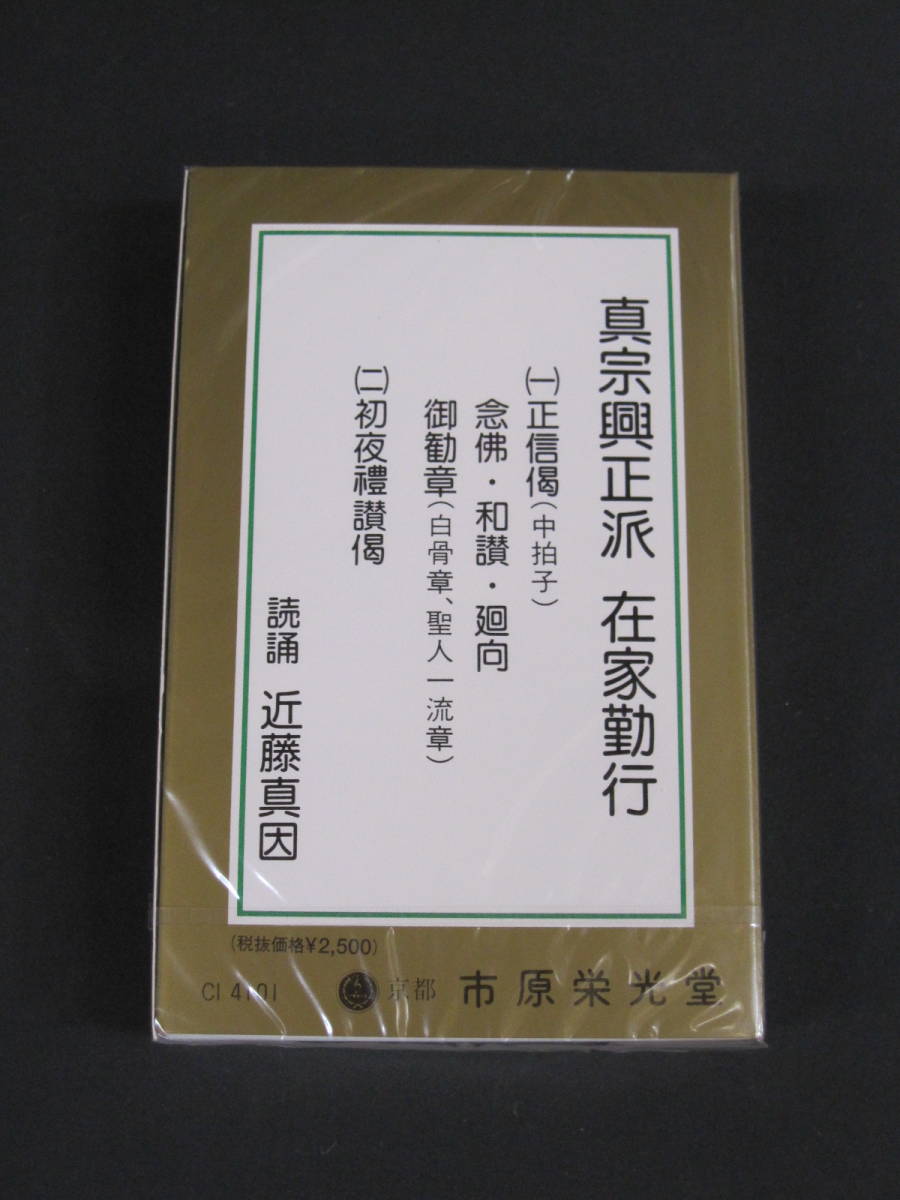 真宗興正派 在家勤行
㈠正信偈(中拍子)
念佛・和讃・廻向
御勧章(白骨章、聖人一流章)
㈡初夜禮讃偈
読誦 近藤真因
(税抜価格¥2,500)
CI 4101 京都 市原栄光堂